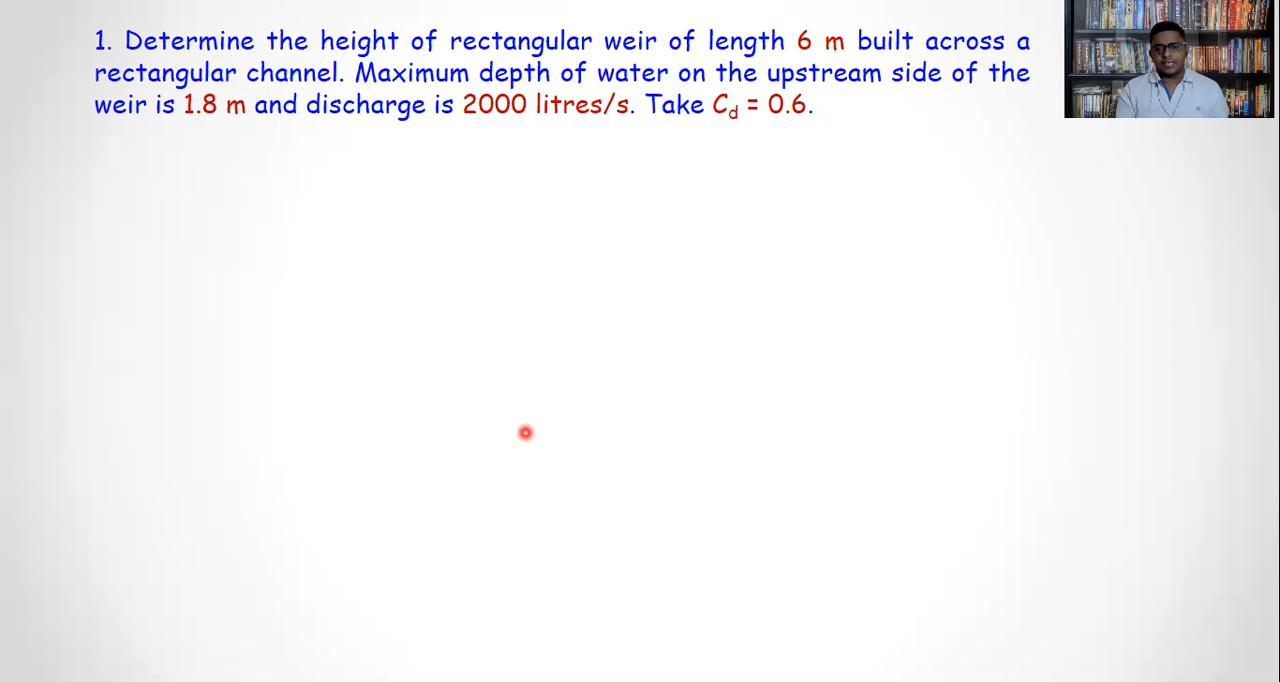 1. Determine the height of rectangular weir of length 6 m built across a
rectangular channel. Maximum depth of water on the upstream side of the
weir is 1.8 m and discharge is 2000 litres/s. Take C_d = 0.6.